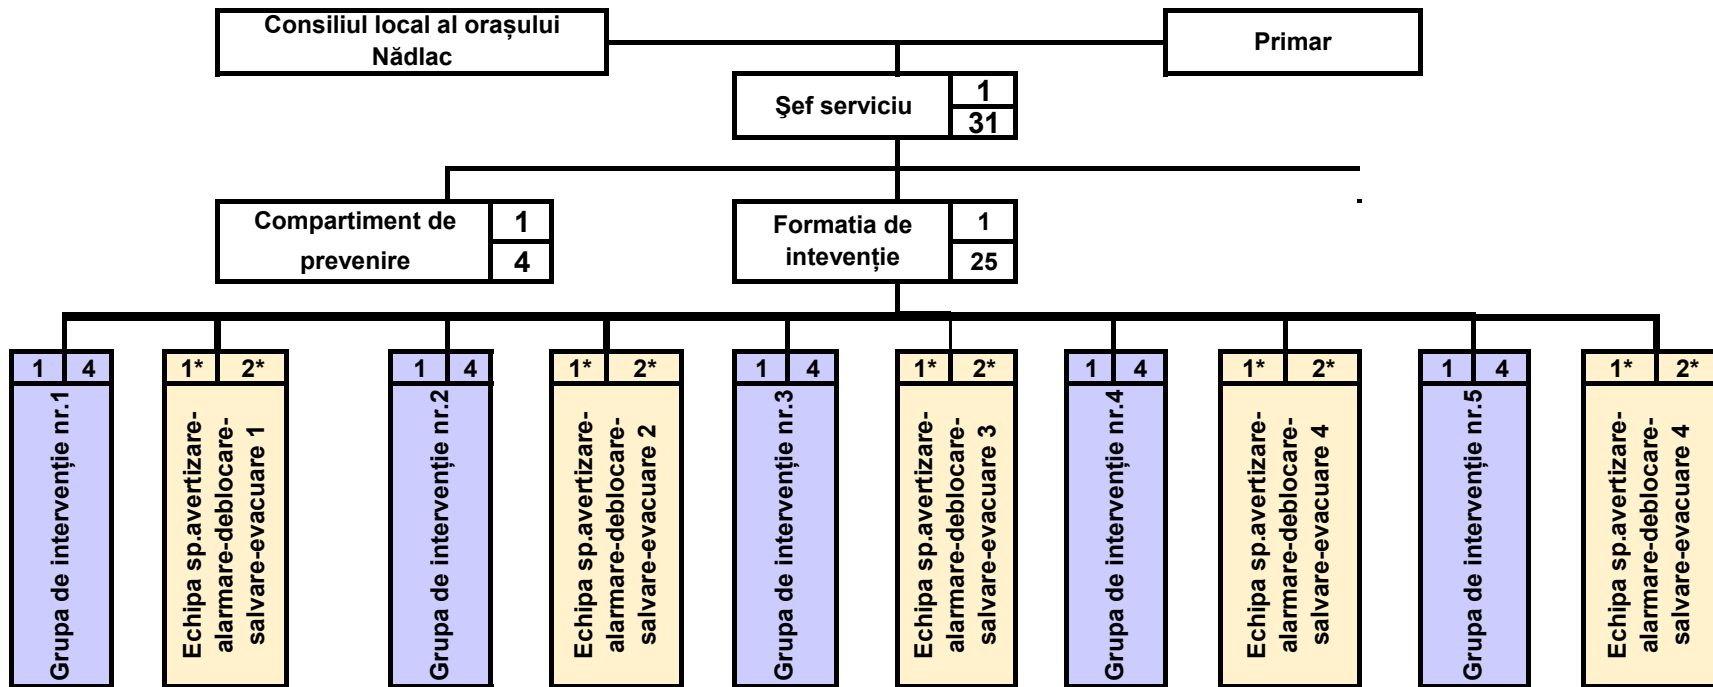 Consiliul local al orașului
Nădlac
Primar
Şef serviciu
1
31
Compartiment de
prevenire
1
4
Formatia de
intevenție
1
25
1 4
Grupa de intervenție nr.1
1* 2*
Echipa sp.avertizare-
alarmare-deblocare-
salvare-evacuare 1
1 4
Grupa de intervenție nr.2
1* 2*
Echipa sp.avertizare-
alarmare-deblocare-
salvare-evacuare 2
1 4
Grupa de intervenție nr.3
1* 2*
Echipa sp.avertizare-
alarmare-deblocare-
salvare-evacuare 3
1 4
Grupa de intervenție nr.4
1* 2*
Echipa sp.avertizare-
alarmare-deblocare-
salvare-evacuare 4
1 4
Grupa de intervenție nr.5
1* 2*
Echipa sp.avertizare-
alarmare-deblocare-
salvare-evacuare 4